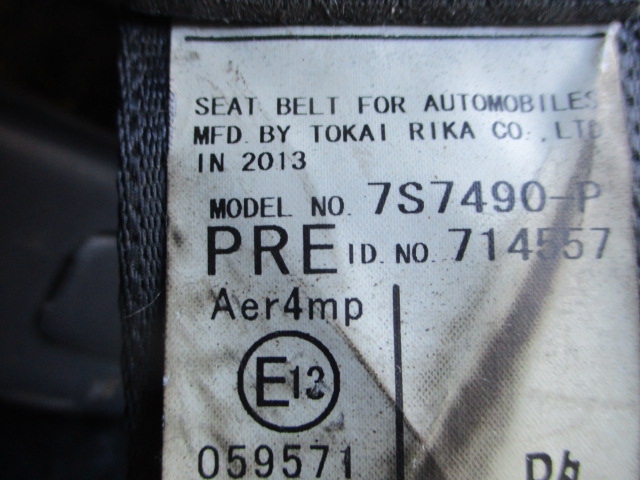 SEAT BELT FOR AUTOMOBILES
MFD. BY TOKAI RIKA CO., LTD
IN 2013
MODEL NO. 7S7490-P
PRE ID. NO. 714557
Aer4mp
E13
059571